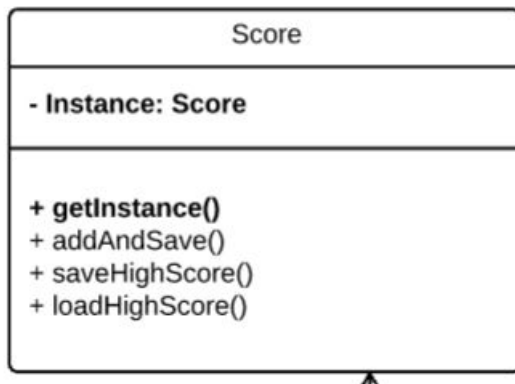 Score
- Instance: Score
+ getInstance()
+ addAndSave()
+ saveHighScore()
+ loadHighScore()